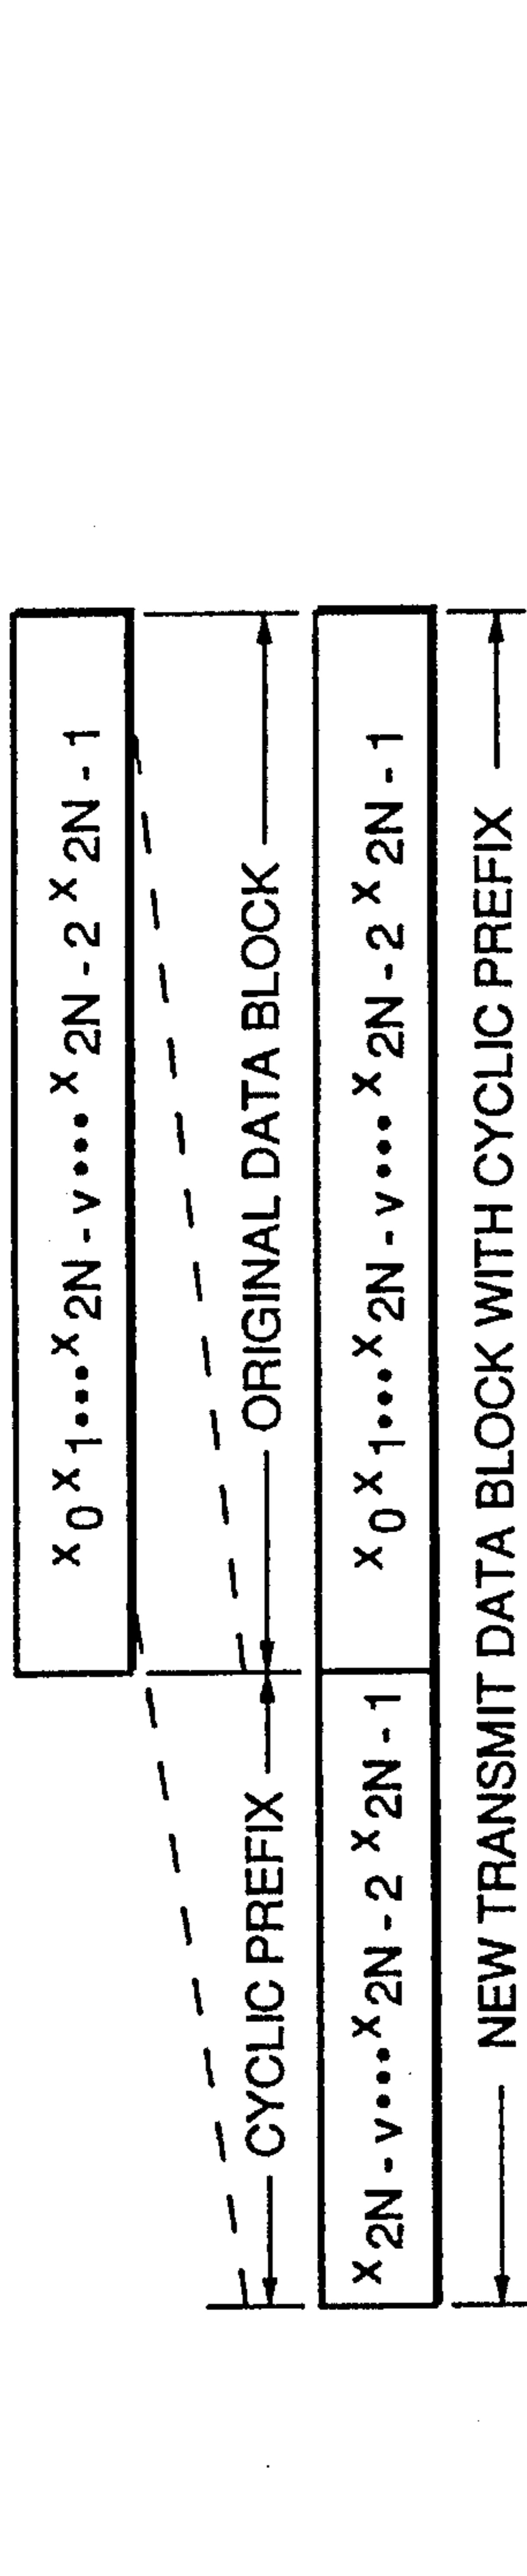 x0 x1•••x2N - v•••x2N - 2 x2N - 1
CYCLIC PREFIX ORIGINAL DATA BLOCK
x2N - v•••x2N - 2 x2N - 1 x0 x1•••x2N - v•••x2N - 2 x2N - 1
NEW TRANSMIT DATA BLOCK WITH CYCLIC PREFIX